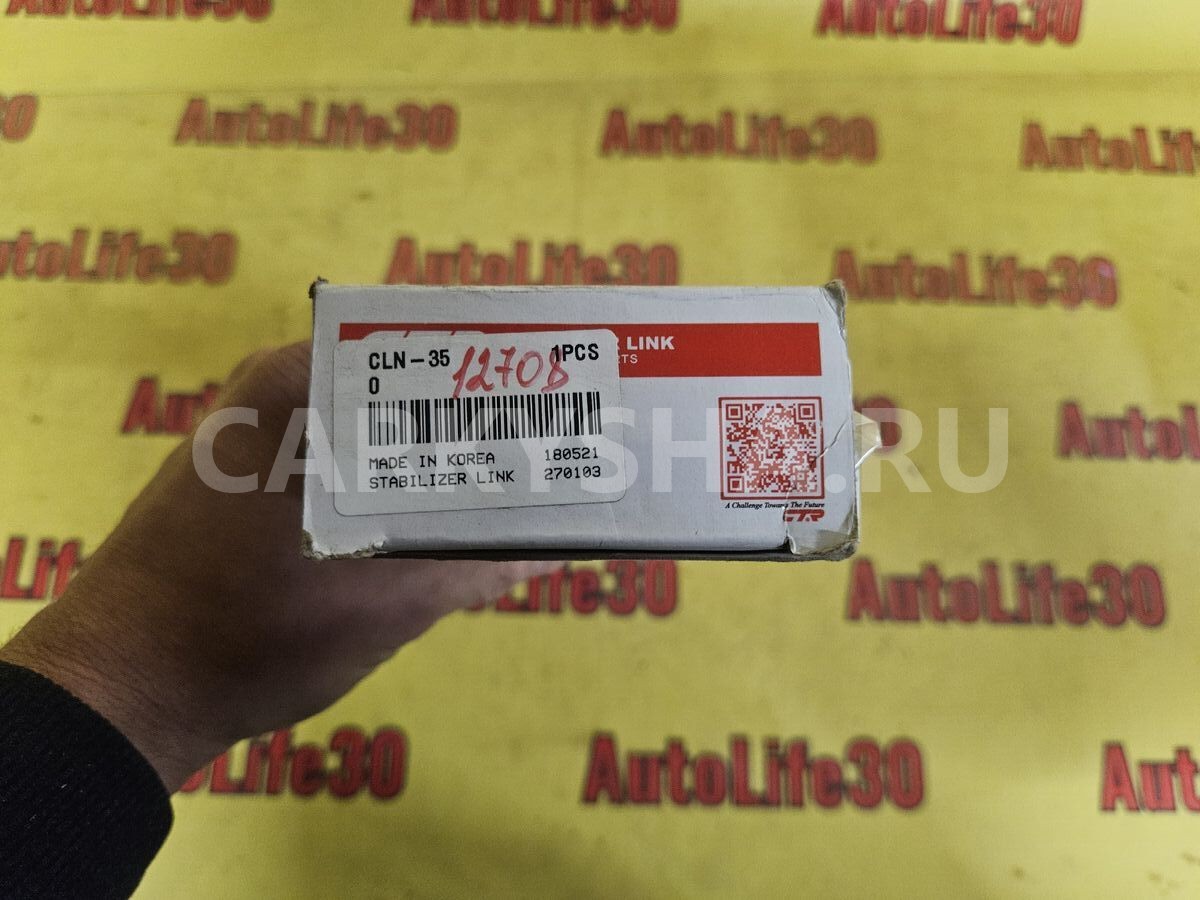 AutoLife30
AutoLife30
AutoLife30
AutoLife30
AutoLife30
AutoLife30
AutoLife30
LINK
CLN-35
1PCS
0
12708
MADE IN KOREA 180521
STABILIZER LINK 270103
A Challenge Towards The Future
CTR
.RU
AutoLife30
AutoLife30
AutoLife30